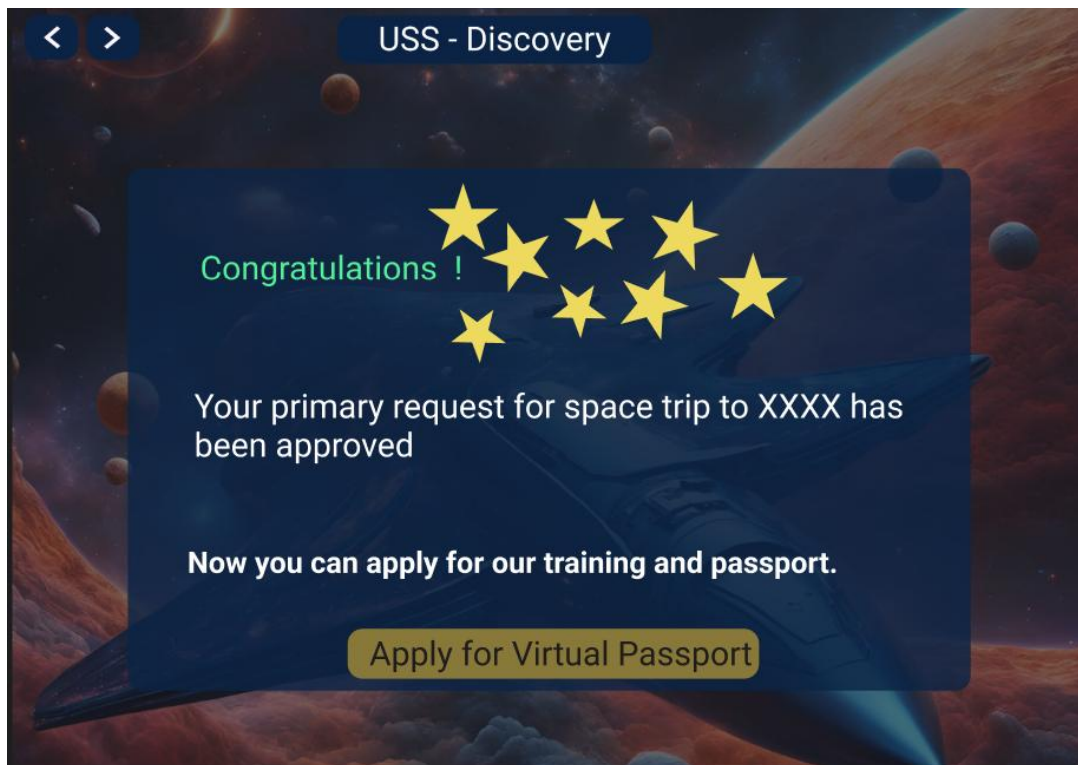 < >
USS - Discovery
Congratulations !
Your primary request for space trip to XXXX has
been approved
Now you can apply for our training and passport.
Apply for Virtual Passport